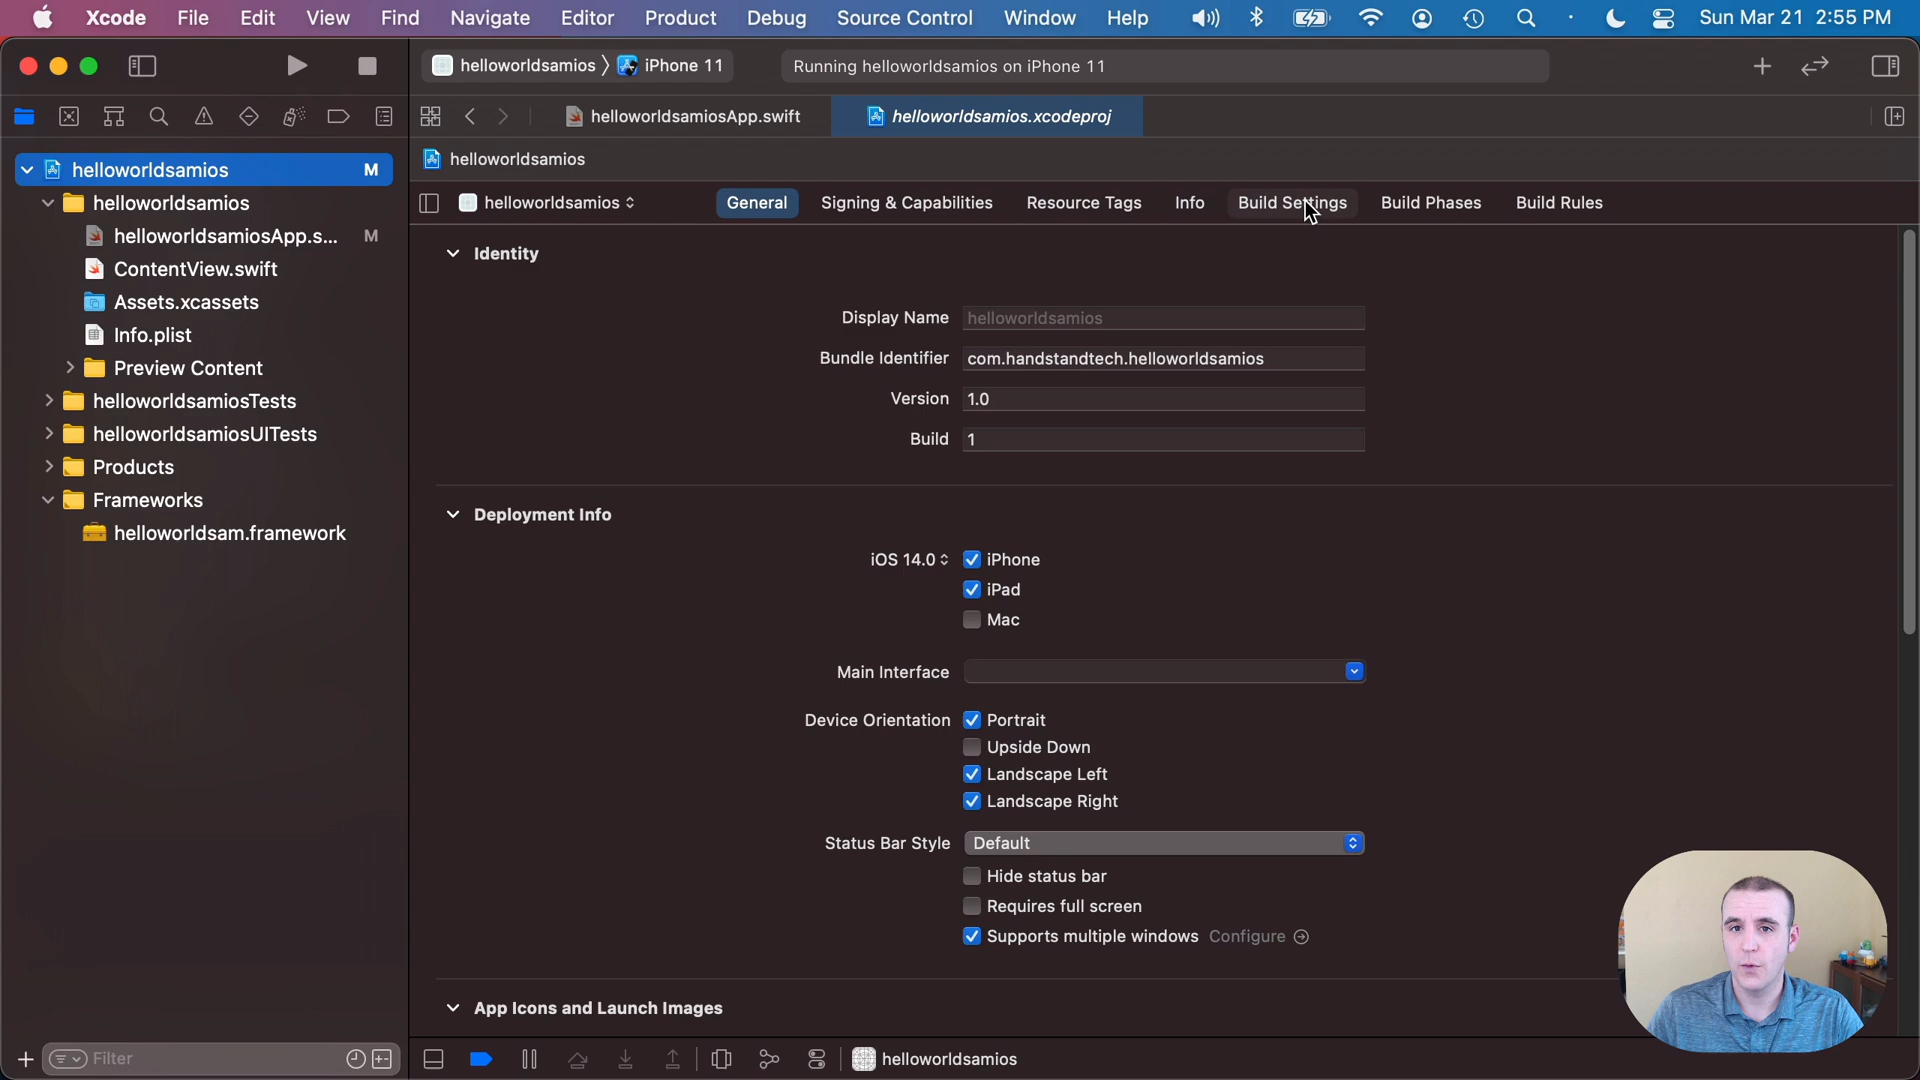 Xcode File Edit View Find Navigate Editor Product Debug Source Control Window Help Sun Mar 21 2:55 PM
helloworldsamios iPhone 11 Running helloworldsamios on iPhone 11
helloworldsamiosApp.swift helloworldsamios.xcodeproj
helloworldsamios
helloworldsamios M
helloworldsamios
helloworldsamiosApp.s... M
ContentView.swift
Assets.xcassets
Info.plist
Preview Content
helloworldsamiosTests
helloworldsamiosUITests
Products
Frameworks
helloworldsam.framework
Filter
helloworldsamios General Signing & Capabilities Resource Tags Info Build Settings Build Phases Build Rules
Identity
Display Name helloworldsamios
Bundle Identifier com.handstandtech.helloworldsamios
Version 1.0
Build 1
Deployment Info
iOS 14.0 iPhone
iPad
Mac
Main Interface
Device Orientation Portrait
Upside Down
Landscape Left
Landscape Right
Status Bar Style Default
Hide status bar
Requires full screen
Supports multiple windows Configure
App Icons and Launch Images
helloworldsamios